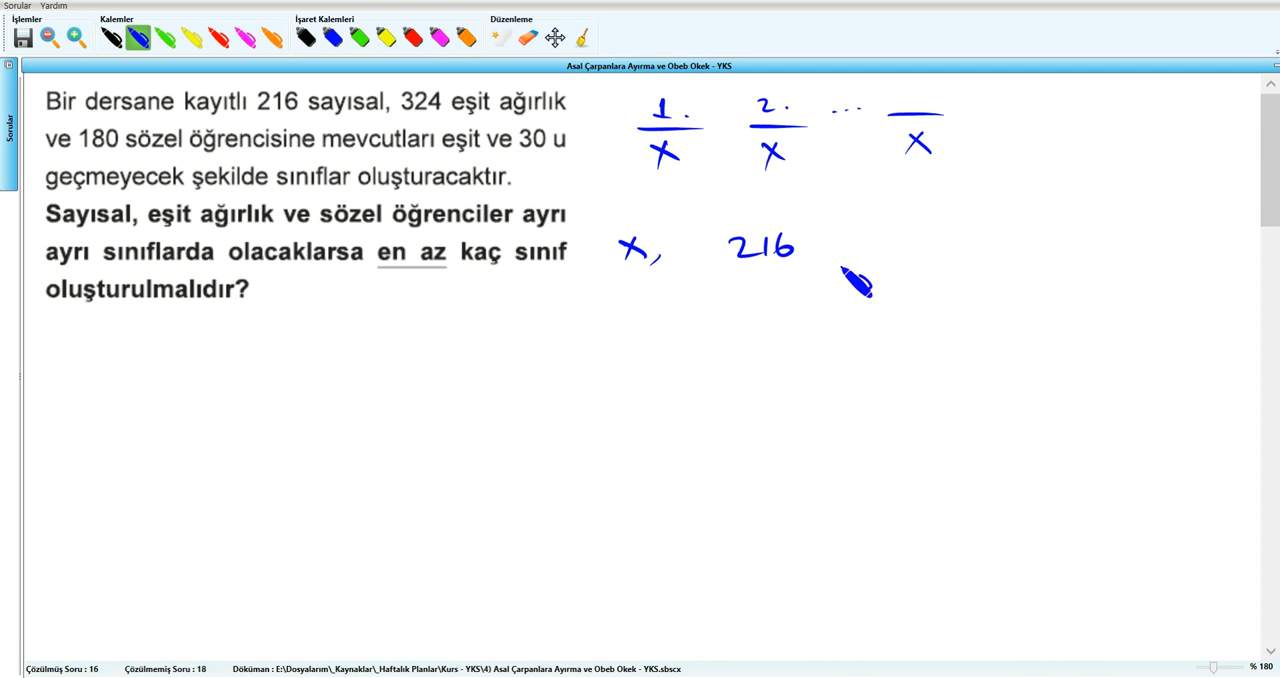 Sorular Yardım
İşlemler Kalemler İşaret Kalemleri Düzenleme
Asal Çarpanlara Ayırma ve Obeb Okek - YKS
Sorular
Bir dersane kayıtlı 216 sayısal, 324 eşit ağırlık
ve 180 sözel öğrencisine mevcutları eşit ve 30 u
geçmeyecek şekilde sınıflar oluşturacaktır.
Sayısal, eşit ağırlık ve sözel öğrenciler ayrı
ayrı sınıflarda olacaklarsa en az kaç sınıf
oluşturulmalıdır?
1. 2. ...
x x x
x, 216
Çözülmüş Soru : 16 Çözülmemiş Soru : 18 Döküman : E:\Dosyalarım\_Kaynaklar\_Haftalık Planlar\Kurs - YKS\4) Asal Çarpanlara Ayırma ve Obeb Okek - YKS.sbscx % 180